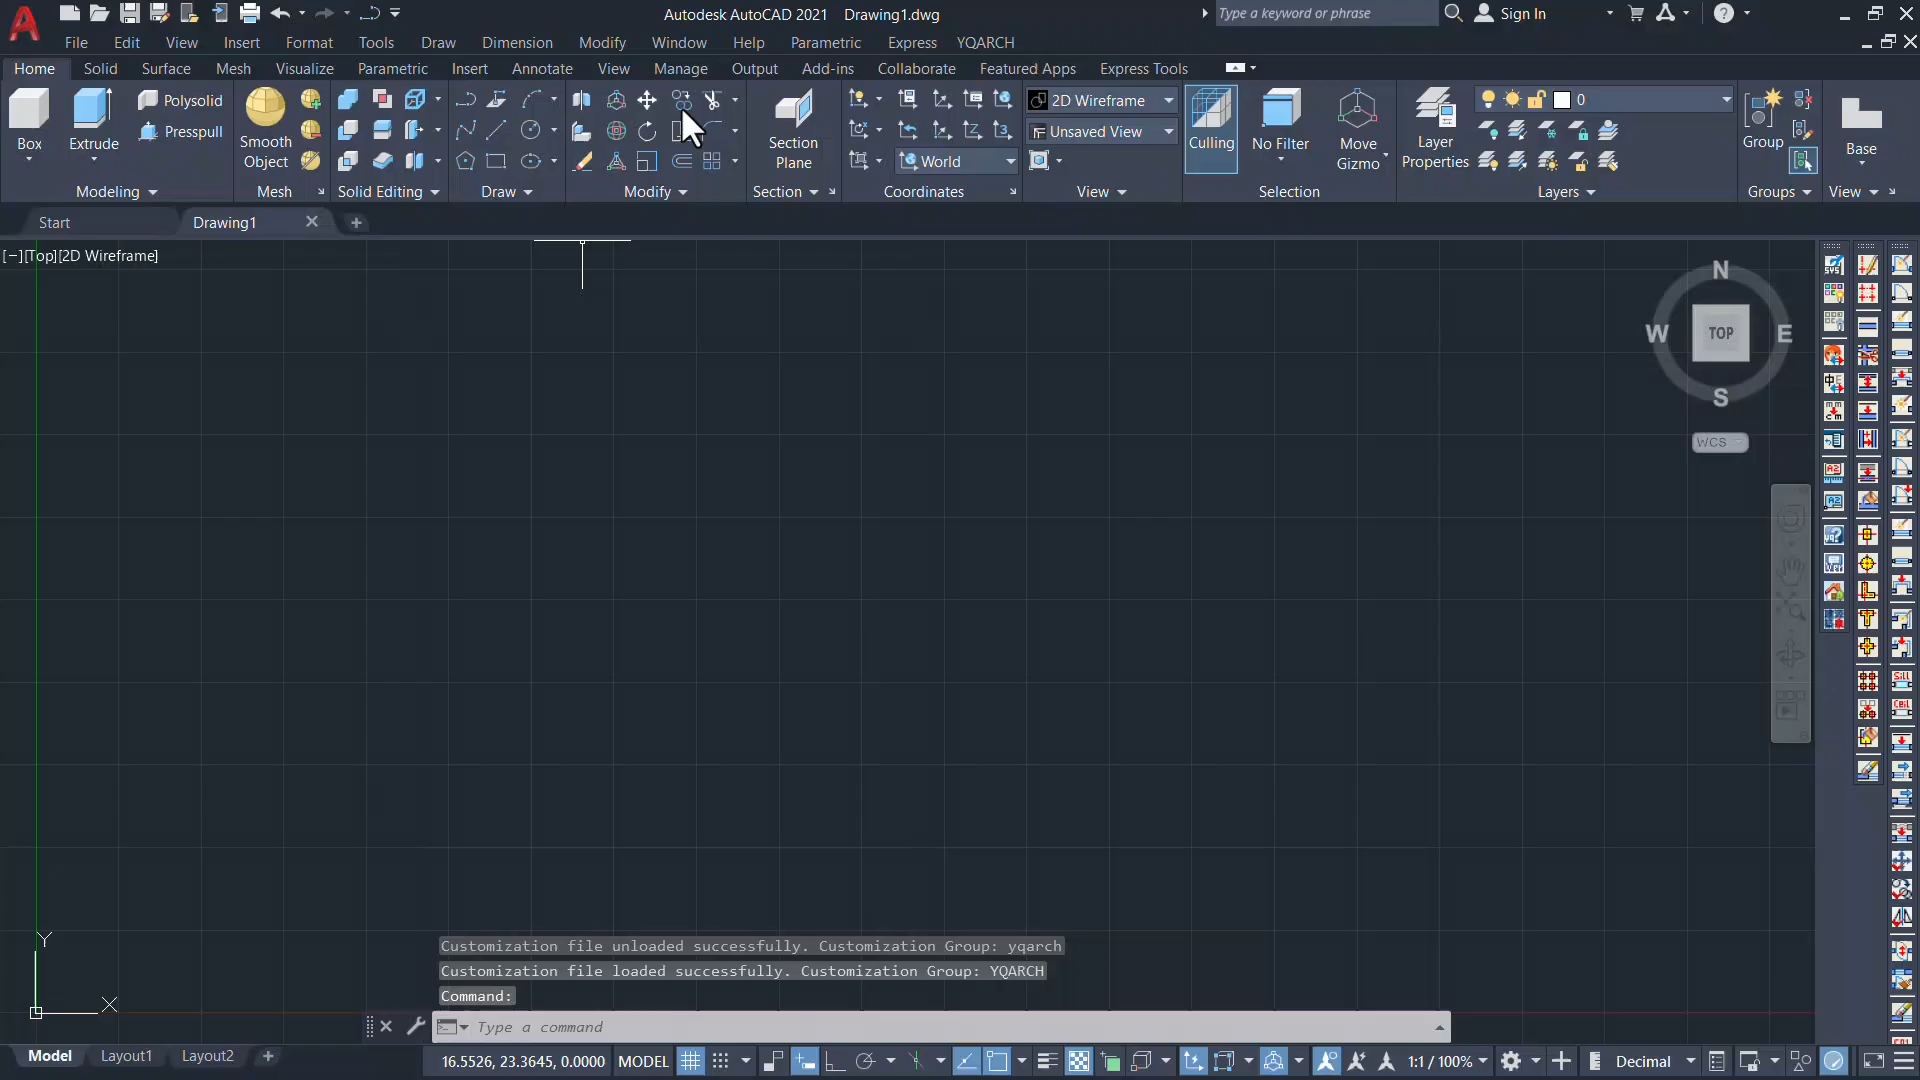 Autodesk AutoCAD 2021 Drawing1.dwg
Type a keyword or phrase
Sign In
File Edit View Insert Format Tools Draw Dimension Modify Window Help Parametric Express YQARCH
Home Solid Surface Mesh Visualize Parametric Insert Annotate View Manage Output Add-ins Collaborate Featured Apps Express Tools
Box
Extrude
Polysolid
Presspull
Modeling
Smooth
Object
Mesh
Solid Editing
Draw
Modify
Section
Plane
Section
World
Coordinates
2D Wireframe
Unsaved View
View
Culling
No Filter
Move
Gizmo
Selection
Layer
Properties
0
Layers
Group
Groups
Base
View
Start
Drawing1
[−][Top][2D Wireframe]
N
W
TOP
E
S
WCS
SYS
Sill
Ceil
Y
X
Customization file unloaded successfully. Customization Group: yqarch
Customization file loaded successfully. Customization Group: YQARCH
Command:
Type a command
Model Layout1 Layout2
16.5526, 23.3645, 0.0000 MODEL
1:1 / 100%
Decimal